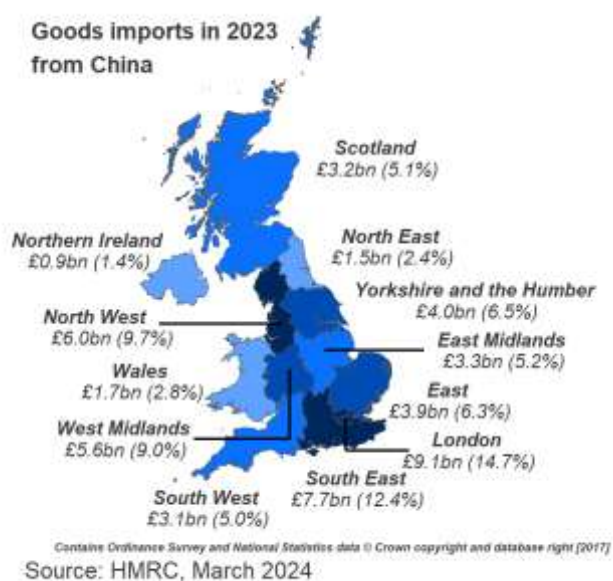 Goods imports in 2023
from China
Scotland
£3.2bn (5.1%)
Northern Ireland
£0.9bn (1.4%)
North East
£1.5bn (2.4%)
Yorkshire and the Humber
£4.0bn (6.5%)
North West
£6.0bn (9.7%)
East Midlands
£3.3bn (5.2%)
Wales
£1.7bn (2.8%)
East
£3.9bn (6.3%)
West Midlands
£5.6bn (9.0%)
London
£9.1bn (14.7%)
South East
£7.7bn (12.4%)
South West
£3.1bn (5.0%)
Contains Ordinance Survey and National Statistics data © Crown copyright and database right [2017]
Source: HMRC, March 2024